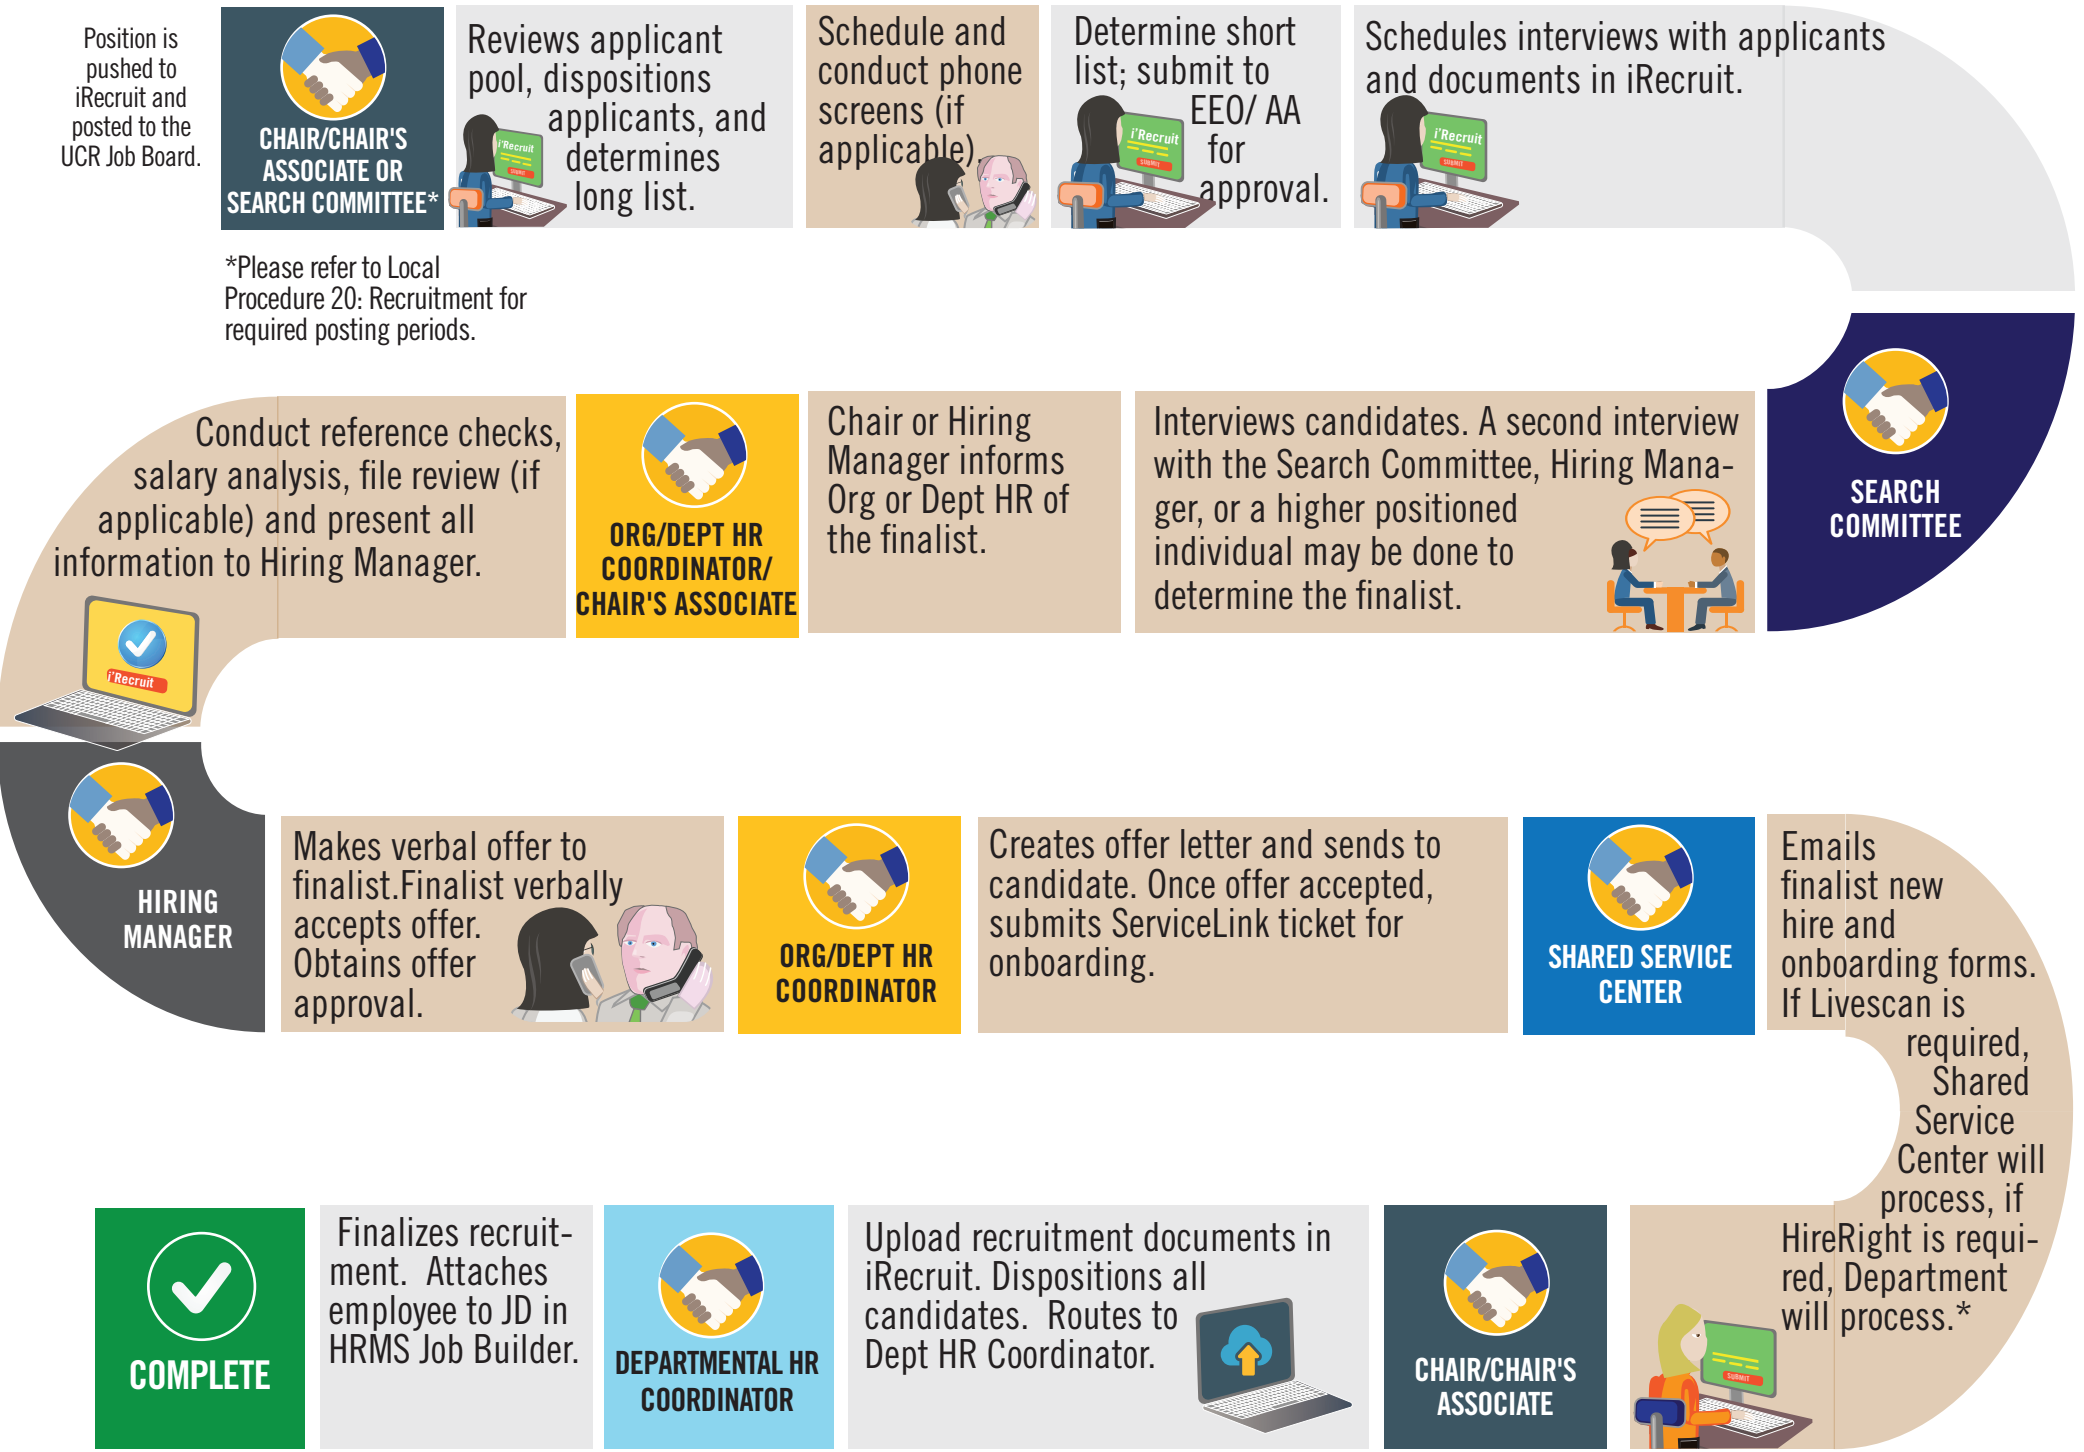 Position is
pushed to
iRecruit and
posted to the
UCR Job Board.
CHAIR/CHAIR'S
ASSOCIATE OR
SEARCH COMMITTEE*
Reviews applicant
pool, dispositions
applicants, and
determines
long list.
i'Recruit
SUBMIT
Schedule and
conduct phone
screens (if
applicable).
Determine short
list; submit to
EEO/ AA
for
approval.
i'Recruit
SUBMIT
Schedules interviews with applicants
and documents in iRecruit.
i'Recruit
SUBMIT
*Please refer to Local
Procedure 20: Recruitment for
required posting periods.
SEARCH
COMMITTEE
Interviews candidates. A second interview
with the Search Committee, Hiring Mana-
ger, or a higher positioned
individual may be done to
determine the finalist.
Chair or Hiring
Manager informs
Org or Dept HR of
the finalist.
ORG/DEPT HR
COORDINATOR/
CHAIR'S ASSOCIATE
Conduct reference checks,
salary analysis, file review (if
applicable) and present all
information to Hiring Manager.
i'Recruit
HIRING
MANAGER
Makes verbal offer to
finalist.Finalist verbally
accepts offer.
Obtains offer
approval.
ORG/DEPT HR
COORDINATOR
Creates offer letter and sends to
candidate. Once offer accepted,
submits ServiceLink ticket for
onboarding.
SHARED SERVICE
CENTER
Emails
finalist new
hire and
onboarding forms.
If Livescan is
required,
Shared
Service
Center will
process, if
HireRight is requi-
red, Department
will process.*
SUBMIT
CHAIR/CHAIR'S
ASSOCIATE
Upload recruitment documents in
iRecruit. Dispositions all
candidates. Routes to
Dept HR Coordinator.
DEPARTMENTAL HR
COORDINATOR
Finalizes recruit-
ment. Attaches
employee to JD in
HRMS Job Builder.
COMPLETE